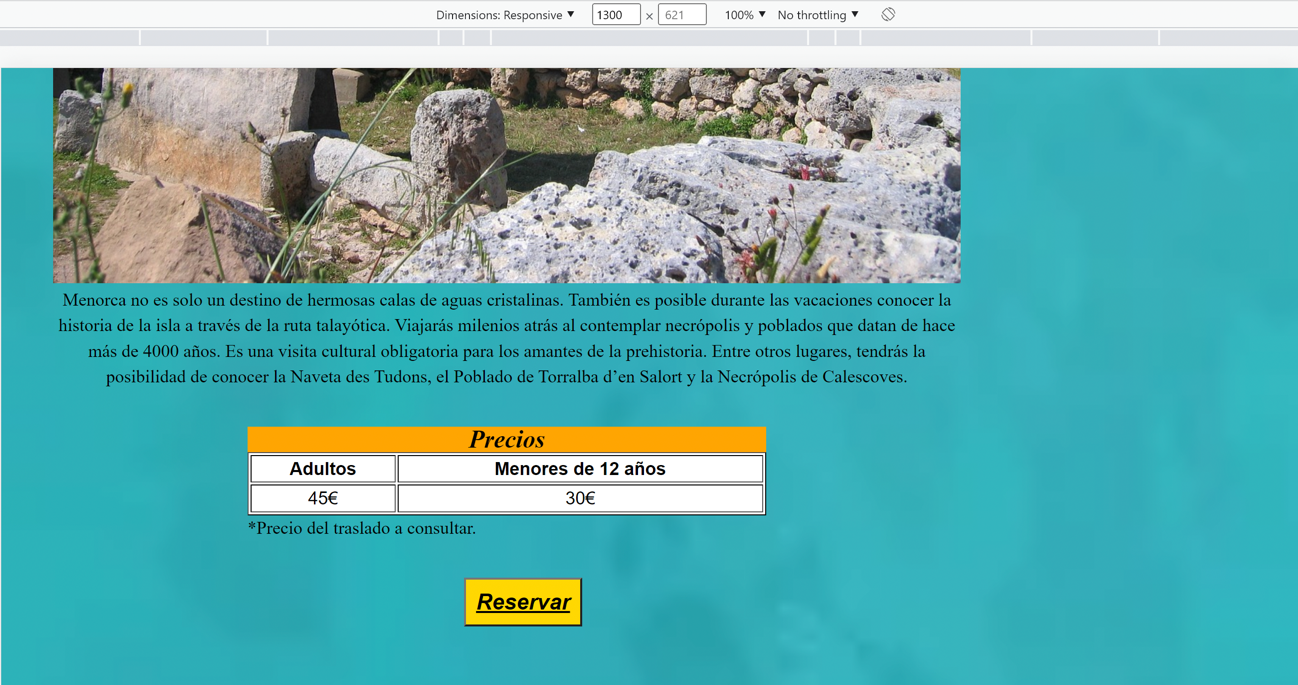 Dimensions: Responsive ▼ 1300 × 621 100% ▼ No throttling ▼
Menorca no es solo un destino de hermosas calas de aguas cristalinas. También es posible durante las vacaciones conocer la
historia de la isla a través de la ruta talayótica. Viajarás milenios atrás al contemplar necrópolis y poblados que datan de hace
más de 4000 años. Es una visita cultural obligatoria para los amantes de la prehistoria. Entre otros lugares, tendrás la
posibilidad de conocer la Naveta des Tudons, el Poblado de Torralba d’en Salort y la Necrópolis de Calescoves.
Precios
Adultos Menores de 12 años
45€ 30€
*Precio del traslado a consultar.
Reservar